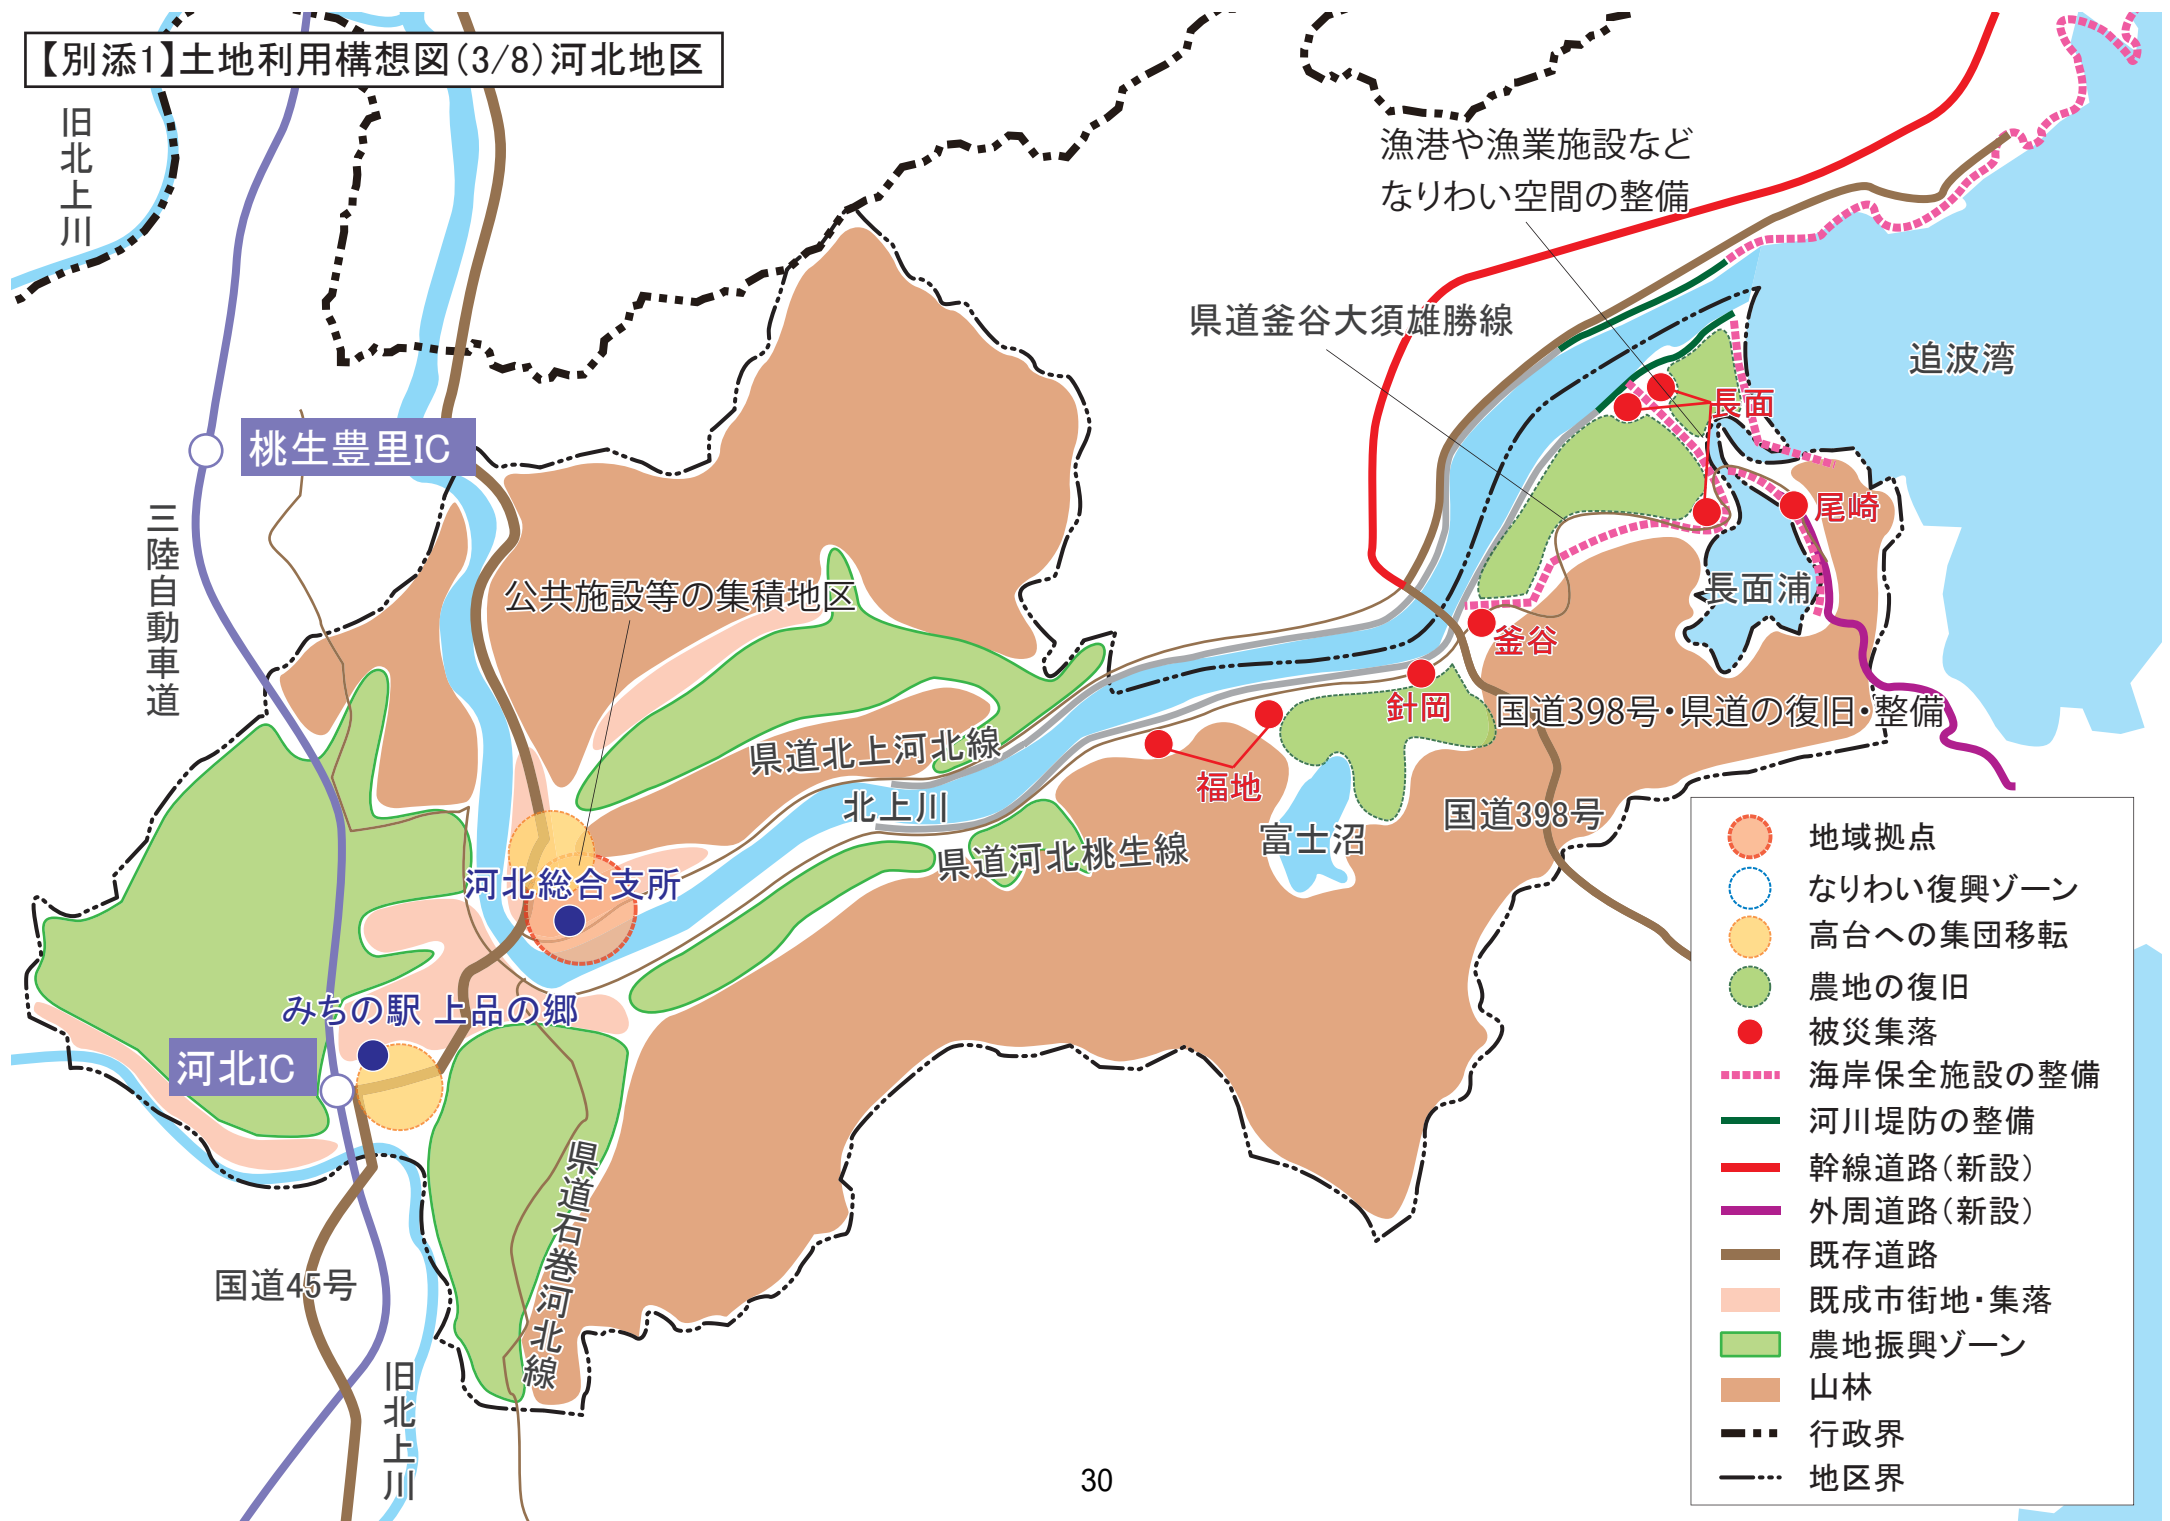 【別添1】土地利用構想図(3/8)河北地区
旧北上川
漁港や漁業施設など
なりわい空間の整備
県道釜谷大須雄勝線
追波湾
長面
桃生豊里IC
尾崎
三陸自動車道
公共施設等の集積地区
長面浦
釜谷
針岡
国道398号・県道の復旧・整備
県道北上河北線
福地
北上川
国道398号
富士沼
県道河北桃生線
河北総合支所
みちの駅 上品の郷
河北IC
県道石巻河北線
国道45号
旧北上川
地域拠点
なりわい復興ゾーン
高台への集団移転
農地の復旧
被災集落
海岸保全施設の整備
河川堤防の整備
幹線道路(新設)
外周道路(新設)
既存道路
既成市街地・集落
農地振興ゾーン
山林
行政界
地区界
30